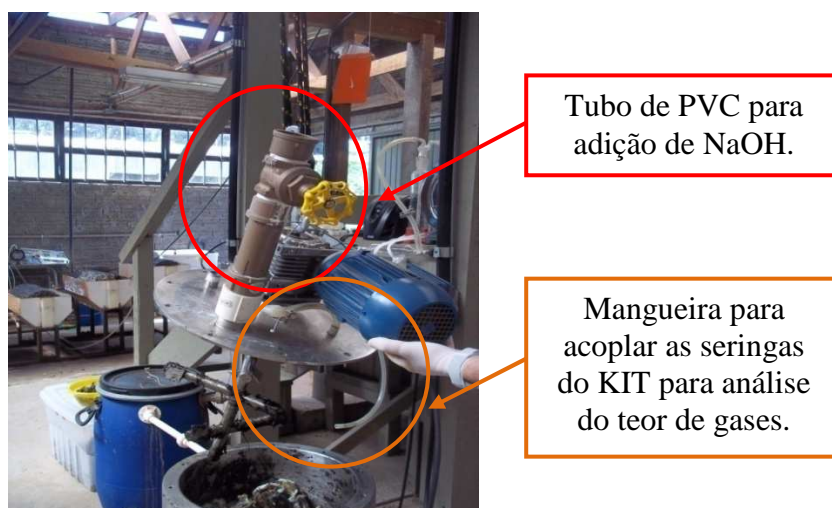 Tubo de PVC para
adição de NaOH.
Mangueira para
acoplar as seringas
do KIT para análise
do teor de gases.